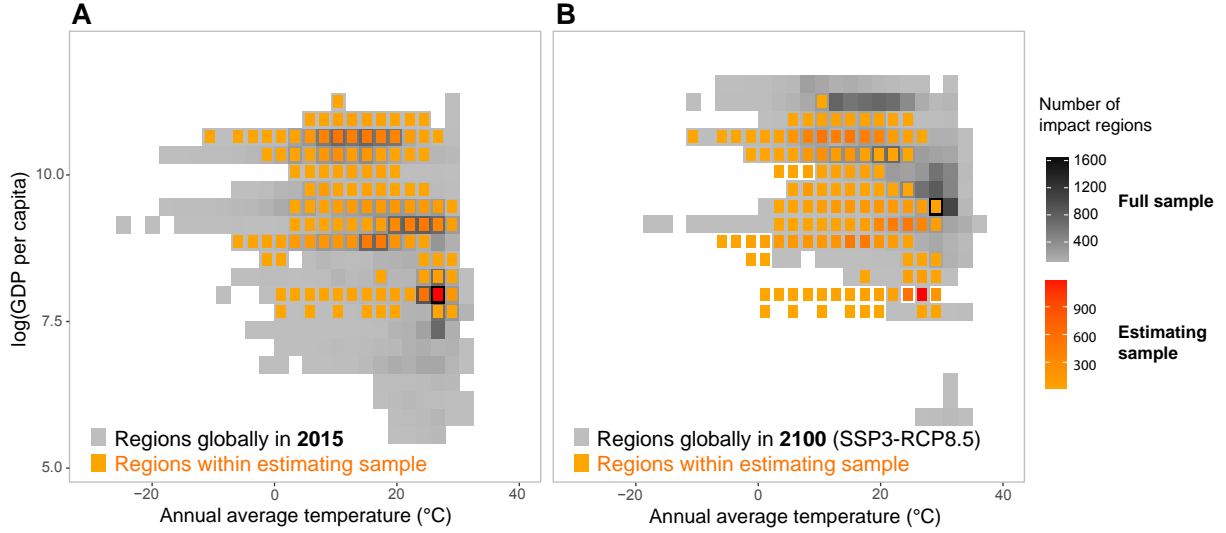 A
B
log(GDP per capita)
10.0
7.5
5.0
Regions globally in 2015
Regions within estimating sample
−20
0
20
40
Annual average temperature (°C)
Regions globally in 2100 (SSP3-RCP8.5)
Regions within estimating sample
−20
0
20
40
Annual average temperature (°C)
Number of
impact regions
1600
1200
800
400
Full sample
900
600
300
Estimating
sample